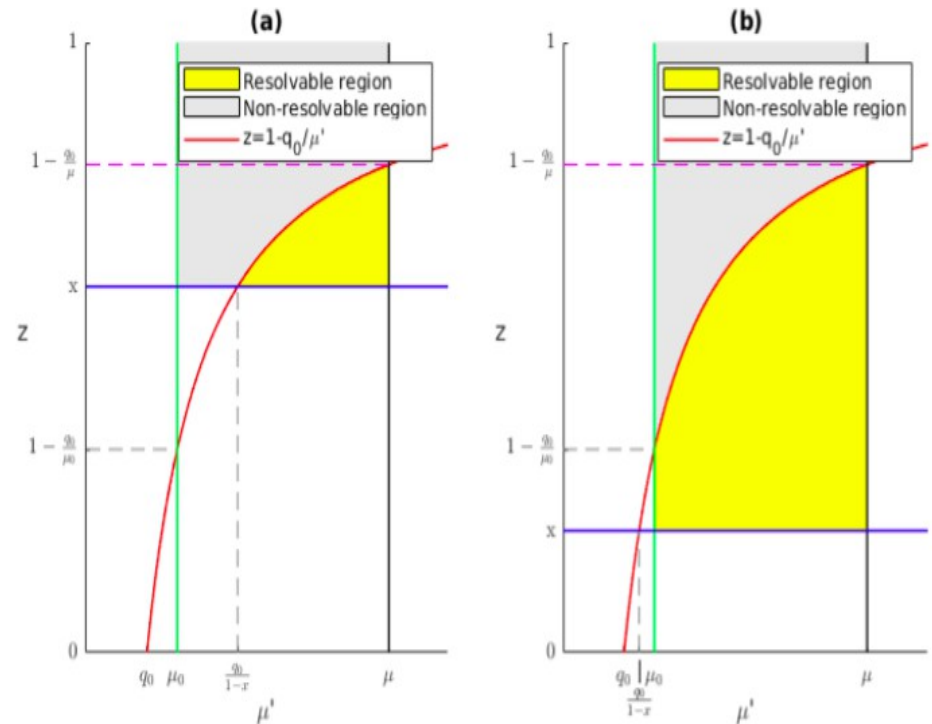 (a)
1
Resolvable region
Non-resolvable region
z=1-q₀/μ'
1 − q₀/μ
x
z
1 − q₀/μ₀
0
q₀ μ₀ q₀/(1−x) μ
μ'
(b)
1
Resolvable region
Non-resolvable region
z=1-q₀/μ'
1 − q₀/μ
z
1 − q₀/μ₀
x
0
q₀ μ₀ μ
q₀/(1−x)
μ'